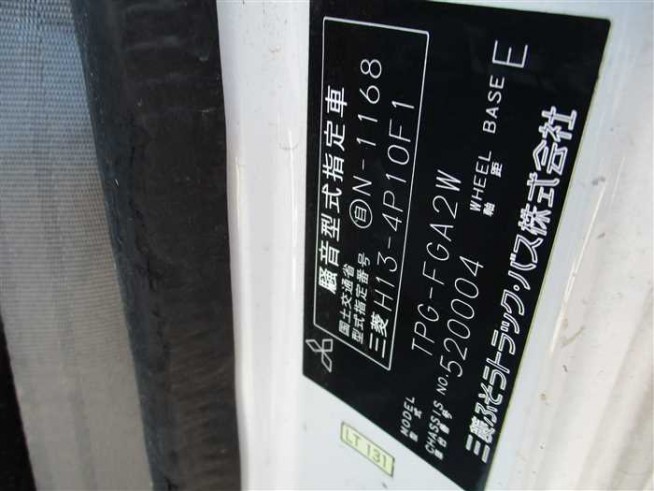 騒音型式指定車
国土交通省
型式指定番号 自N-1168
三菱H13-4P10F1
MODEL
型式 TPG-FGA2W
CHASSIS NO. 520004 WHEEL BASE E
車台番号 軸距
三菱ふそうトラック・バス株式会社
LT 131